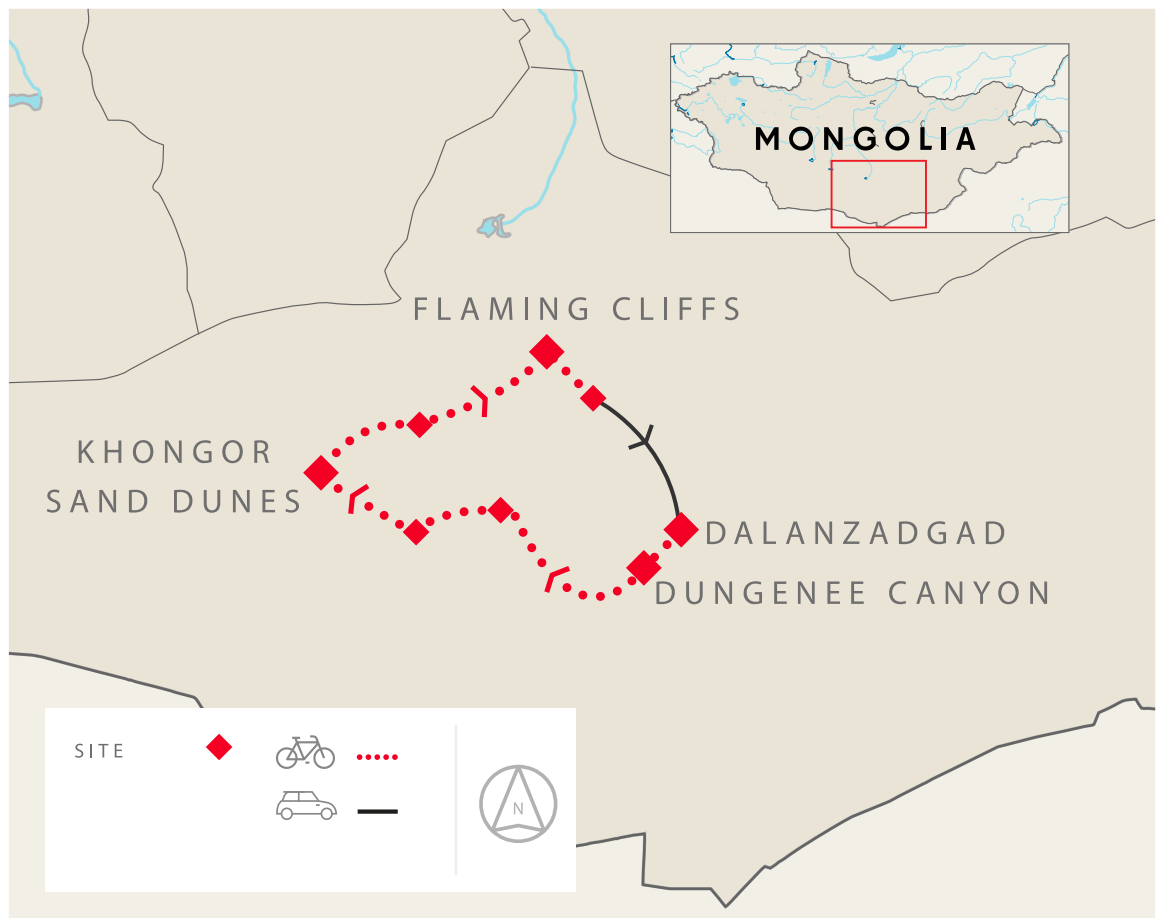 MONGOLIA
FLAMING CLIFFS
KHONGOR
SAND DUNES
DALANZADGAD
DUNGENEE CANYON
SITE
N